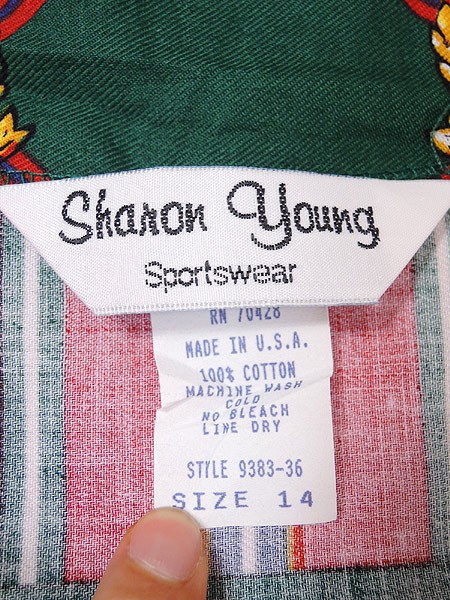 Sharon Young
Sportswear
RN 70428
MADE IN U.S.A.
100% COTTON
MACHINE WASH
COLD
NO BLEACH
LINE DRY
STYLE 9383-36
SIZE 14